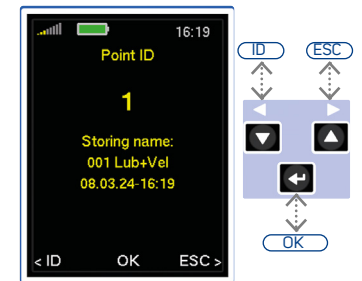 16:19
Point ID
1
Storing name:
001 Lub+Vel
08.03.24-16:19
< ID OK ESC >
ID ESC
OK